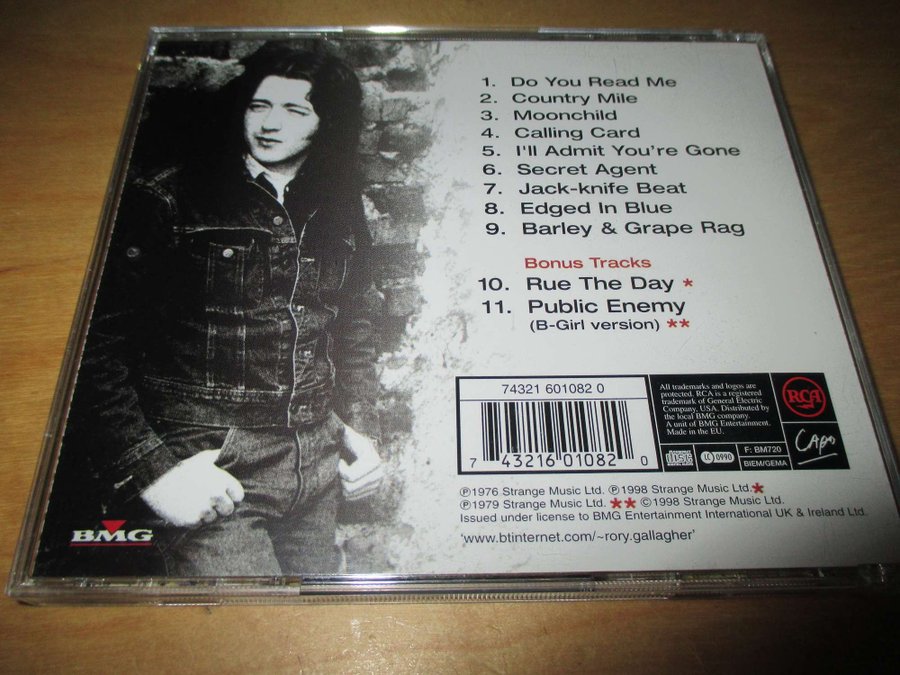 1. Do You Read Me
2. Country Mile
3. Moonchild
4. Calling Card
5. I'll Admit You're Gone
6. Secret Agent
7. Jack-knife Beat
8. Edged In Blue
9. Barley & Grape Rag
Bonus Tracks
10. Rue The Day *
11. Public Enemy
(B-Girl version) **
74321 601082 0
7 43216 01082 0
All trademarks and logos are
protected. RCA is a registered
trademark of General Electric
Company, USA. Distributed by
the local BMG company.
A unit of BMG Entertainment.
Made in the EU.
COMPACT disc DIGITAL AUDIO
LC 0990
F: BM720
BIEM/GEMA
RCA
CAPO
℗1976 Strange Music Ltd. ℗1998 Strange Music Ltd.*
℗1979 Strange Music Ltd. ** ©1998 Strange Music Ltd.
Issued under license to BMG Entertainment International UK & Ireland Ltd.
'www.btinternet.com/~rory.gallagher'
BMG